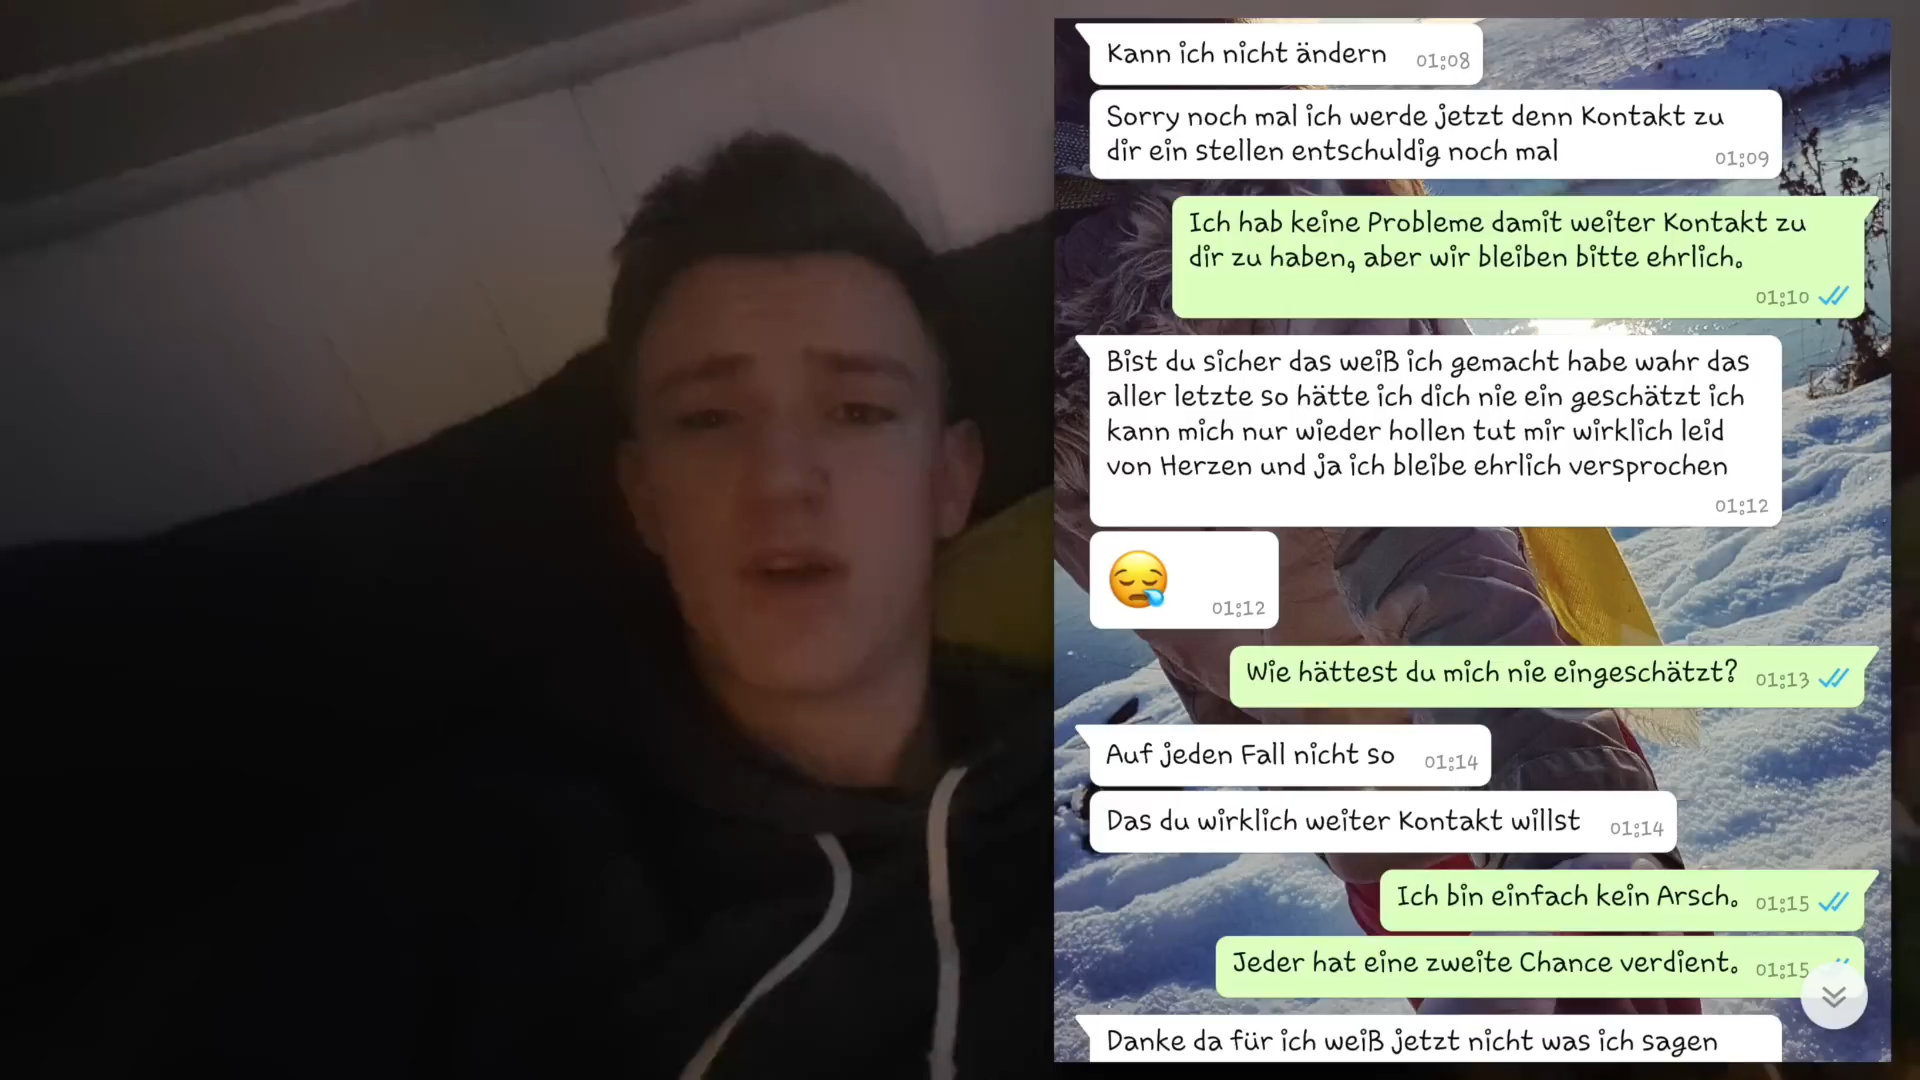 Kann ich nicht ändern 01:08
Sorry noch mal ich werde jetzt denn Kontakt zu
dir ein stellen entschuldig noch mal 01:09
Ich hab keine Probleme damit weiter Kontakt zu
dir zu haben, aber wir bleiben bitte ehrlich.
01:10
Bist du sicher das weiß ich gemacht habe wahr das
aller letzte so hätte ich dich nie ein geschätzt ich
kann mich nur wieder hollen tut mir wirklich leid
von Herzen und ja ich bleibe ehrlich versprochen
01:12
😪 01:12
Wie hättest du mich nie eingeschätzt? 01:13
Auf jeden Fall nicht so 01:14
Das du wirklich weiter Kontakt willst 01:14
Ich bin einfach kein Arsch. 01:15
Jeder hat eine zweite Chance verdient. 01:15
Danke da für ich weiß jetzt nicht was ich sagen